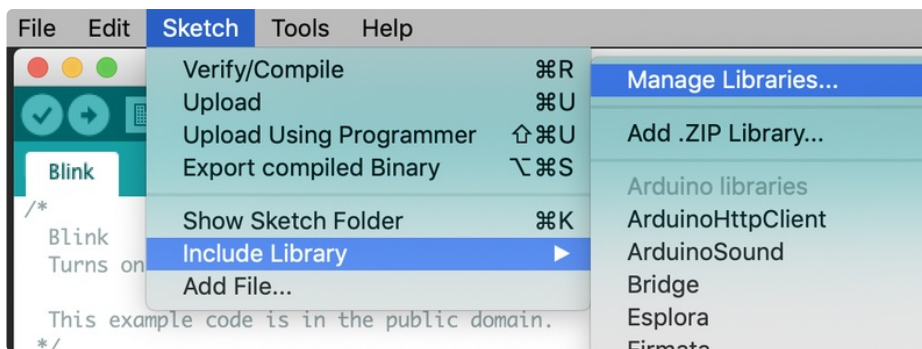 File Edit Sketch Tools Help
Verify/Compile ⌘R
Upload ⌘U
Upload Using Programmer ⇧⌘U
Export compiled Binary ⌥⌘S
Show Sketch Folder ⌘K
Include Library ▶
Add File...
Manage Libraries...
Add .ZIP Library...
Arduino libraries
ArduinoHttpClient
ArduinoSound
Bridge
Esplora
Firmata
Blink
/*
Blink
Turns on
This example code is in the public domain.
*/